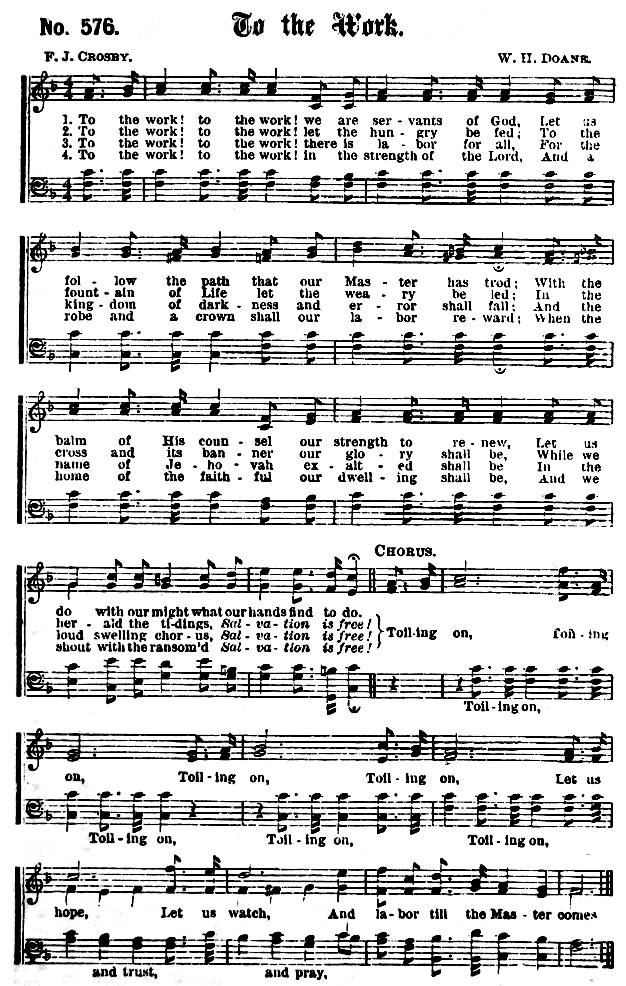 No. 576.
To the Work.
F. J. CROSBY.
W. H. DOANE.
1. To the work! to the work! we are ser - vants of God, Let us
2. To the work! to the work! let the hun - gry be fed; To the
3. To the work! to the work! there is la - bor for all, For the
4. To the work! to the work! in the strength of the Lord, And a
fol - low the path that our Mas - ter has trod; With the
fount - ain of Life let the wea - ry be led; In the
king - dom of dark - ness and er - ror shall fall; And the
robe and a crown shall our la - bor re - ward; When the
balm of His coun - sel our strength to re - new, Let us
cross and its ban - ner our glo - ry shall be, While we
name of Je - ho - vah ex - alt - ed shall be In the
home of the faith - ful our dwell - ing shall be, And we
CHORUS.
do with our might what our hands find to do.
her - ald the ti - dings, Sal - va - tion is free!
loud swelling chor - us, Sal - va - tion is free!
shout with the ransom'd Sal - va - tion is free!
Toil - ing on, Toil - ing
Toil - ing on,
on, Toil - ing on, Toil - ing on, Let us
Toil - ing on, Toil - ing on, Toil - ing on,
hope, Let us watch, And la - bor till the Mas - ter comes
and trust, and pray,